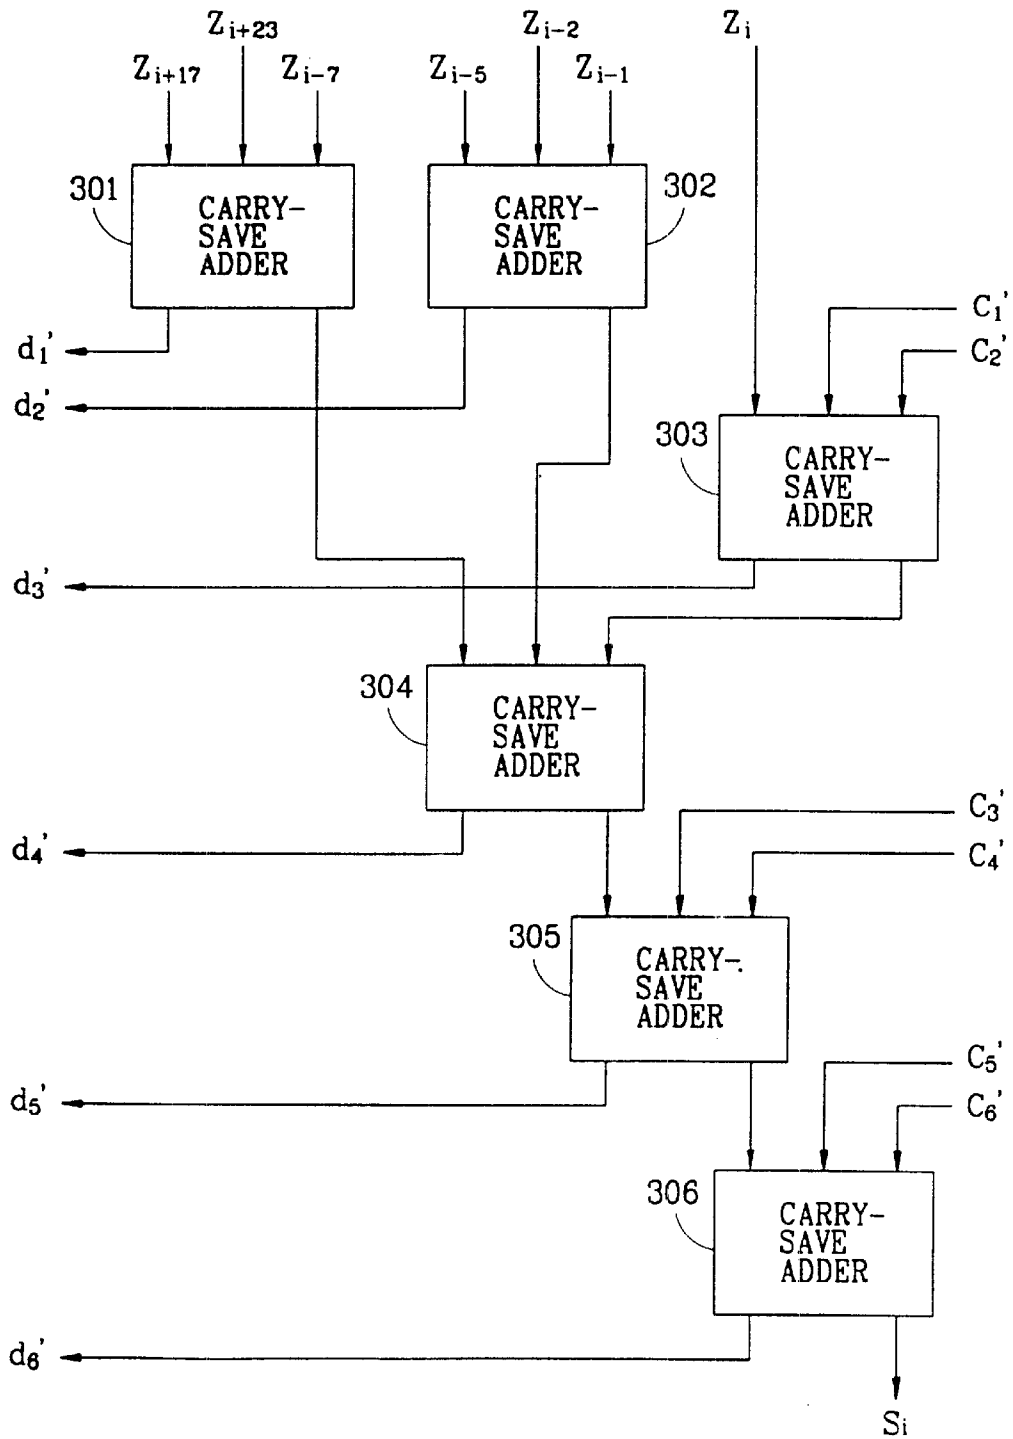 Z_{i+23} Z_{i-2} Z_i
Z_{i+17} Z_{i-7} Z_{i-5} Z_{i-1}
301 302
CARRY-
SAVE
ADDER
CARRY-
SAVE
ADDER
C_1'
d_1' C_2'
d_2'
303
CARRY-
SAVE
ADDER
d_3'
304
CARRY-
SAVE
ADDER
C_3'
d_4' C_4'
305
CARRY-
SAVE
ADDER
C_5'
d_5' C_6'
306
CARRY-
SAVE
ADDER
d_6'
S_i